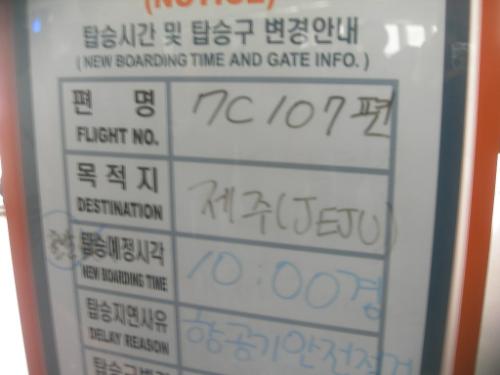 (NOTICE)
탑승시간 및 탑승구 변경안내
( NEW BOARDING TIME AND GATE INFO. )
편 명
FLIGHT NO.
7C107편
목적지
DESTINATION
제주(JEJU)
탑승예정시각
NEW BOARDING TIME
10:00경
탑승지연사유
DELAY REASON
항공기안전점검